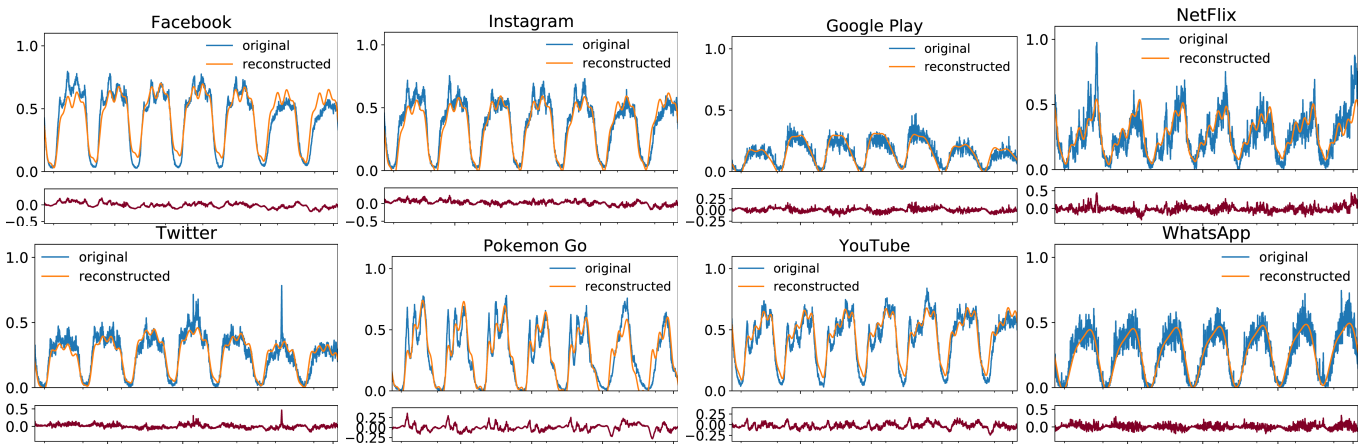 Facebook
1.0
0.5
0.0
original
reconstructed
0.0
−0.5
Instagram
1.0
0.5
0.0
original
reconstructed
0.0
−0.5
Google Play
1.0
0.5
0.0
original
reconstructed
0.25
0.00
−0.25
NetFlix
1.0
0.5
0.0
original
reconstructed
0.5
0.0
Twitter
1.0
0.5
0.0
original
reconstructed
0.5
0.0
Pokemon Go
1.0
0.5
0.0
original
reconstructed
0.25
0.00
−0.25
YouTube
1.0
0.5
0.0
original
reconstructed
0.25
0.00
−0.25
WhatsApp
1.0
0.5
0.0
original
reconstructed
0.5
0.0